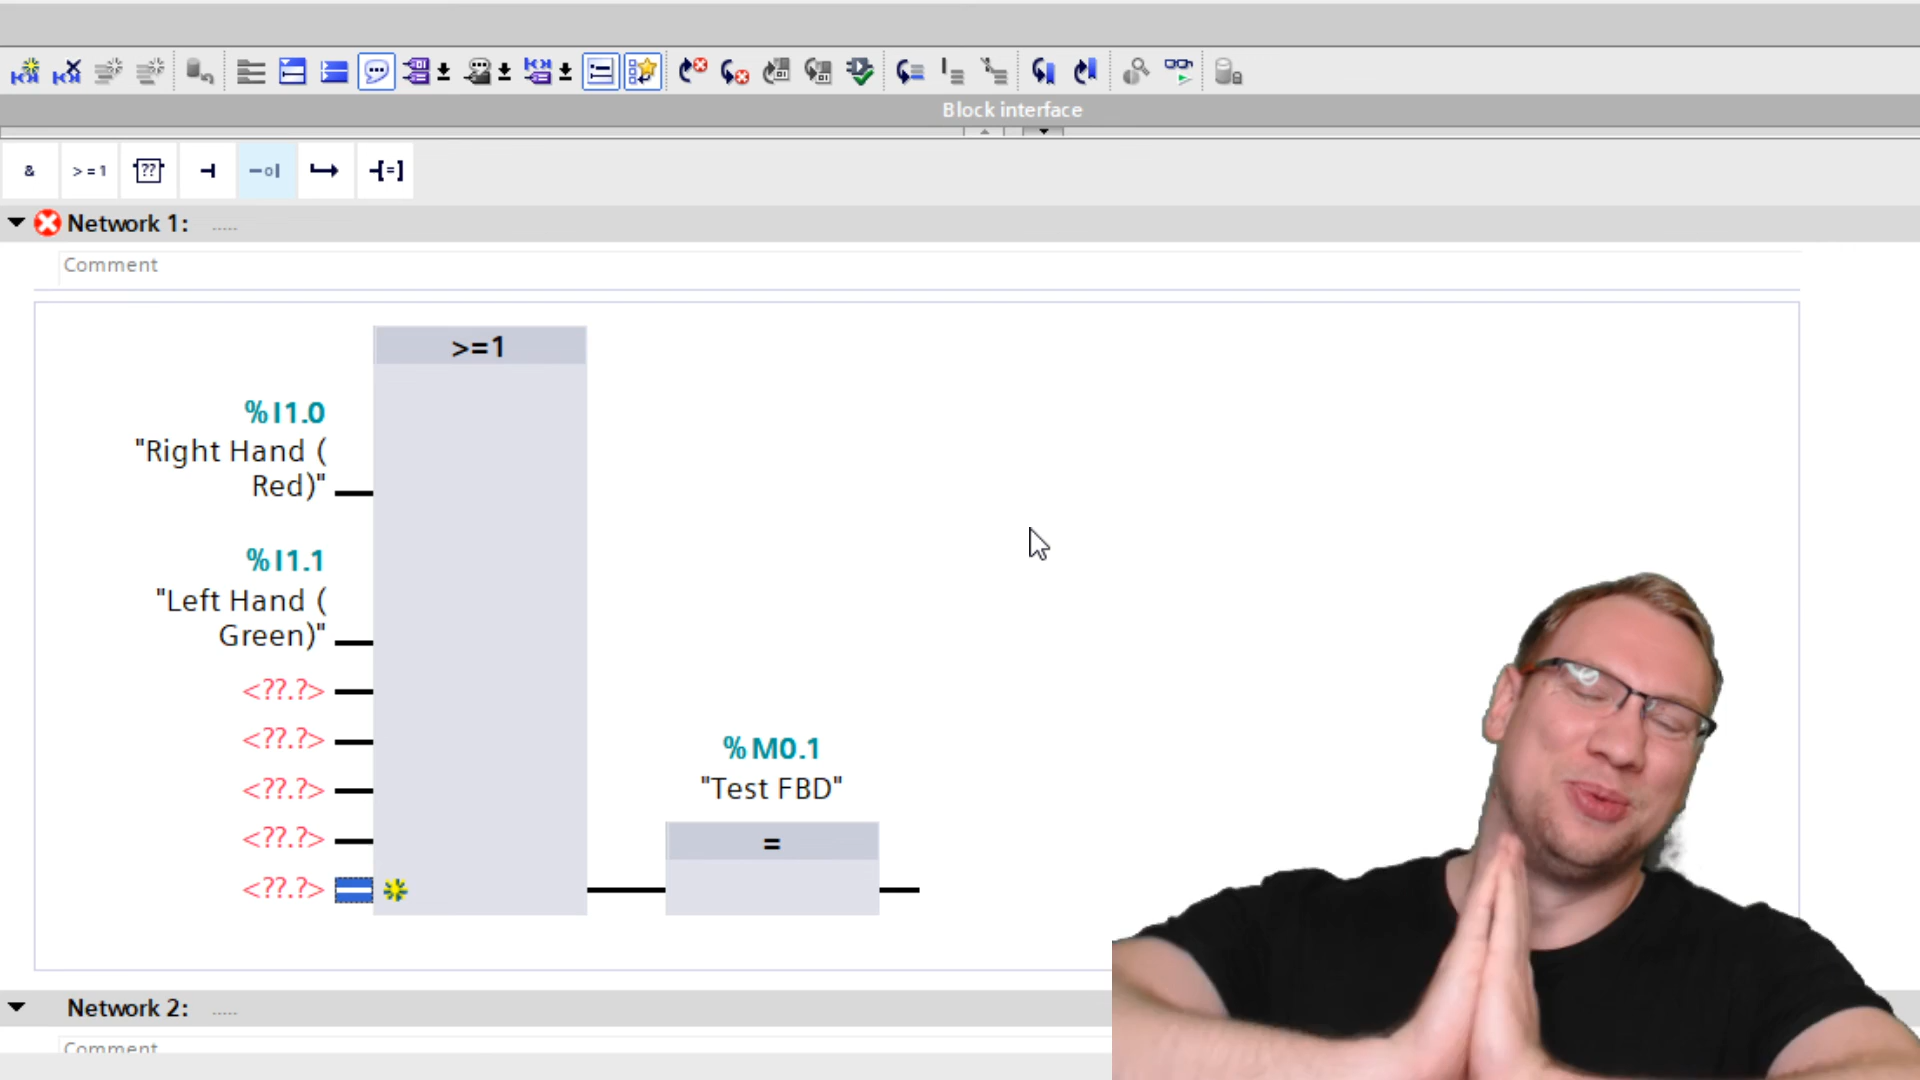 Block interface
&
>=1
??
-[=]
Network 1: .....
Comment
>=1
%I1.0
"Right Hand (
Red)"
%I1.1
"Left Hand (
Green)"
<??.?>
<??.?>
<??.?>
<??.?>
<??.?>
%M0.1
"Test FBD"
=
Network 2: .....
Comment